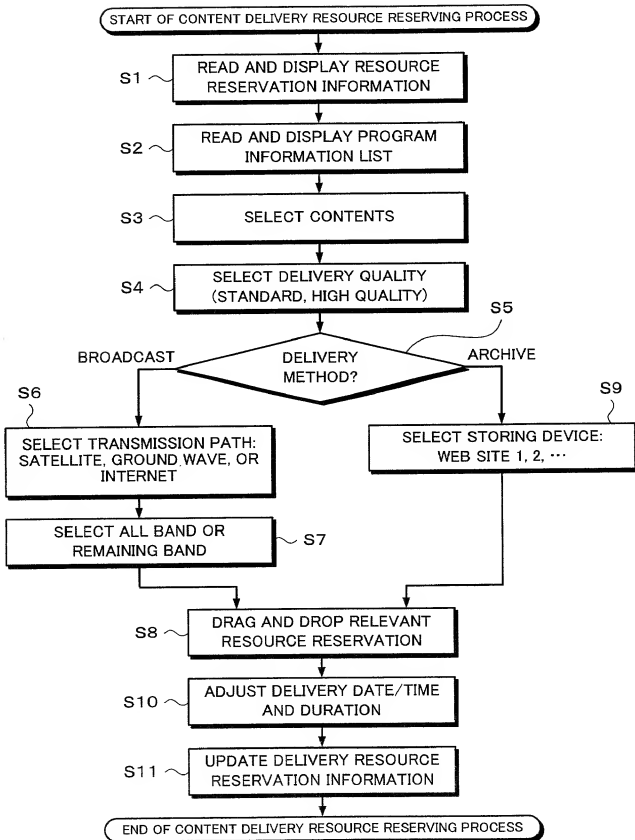 START OF CONTENT DELIVERY RESOURCE RESERVING PROCESS
S1
READ AND DISPLAY RESOURCE
RESERVATION INFORMATION
S2
READ AND DISPLAY PROGRAM
INFORMATION LIST
S3
SELECT CONTENTS
S4
SELECT DELIVERY QUALITY
(STANDARD, HIGH QUALITY)
S5
BROADCAST
DELIVERY
METHOD?
ARCHIVE
S6
SELECT TRANSMISSION PATH:
SATELLITE, GROUND WAVE, OR
INTERNET
S9
SELECT STORING DEVICE:
WEB SITE 1, 2, ···
SELECT ALL BAND OR
REMAINING BAND
S7
S8
DRAG AND DROP RELEVANT
RESOURCE RESERVATION
S10
ADJUST DELIVERY DATE/TIME
AND DURATION
S11
UPDATE DELIVERY RESOURCE
RESERVATION INFORMATION
END OF CONTENT DELIVERY RESOURCE RESERVING PROCESS